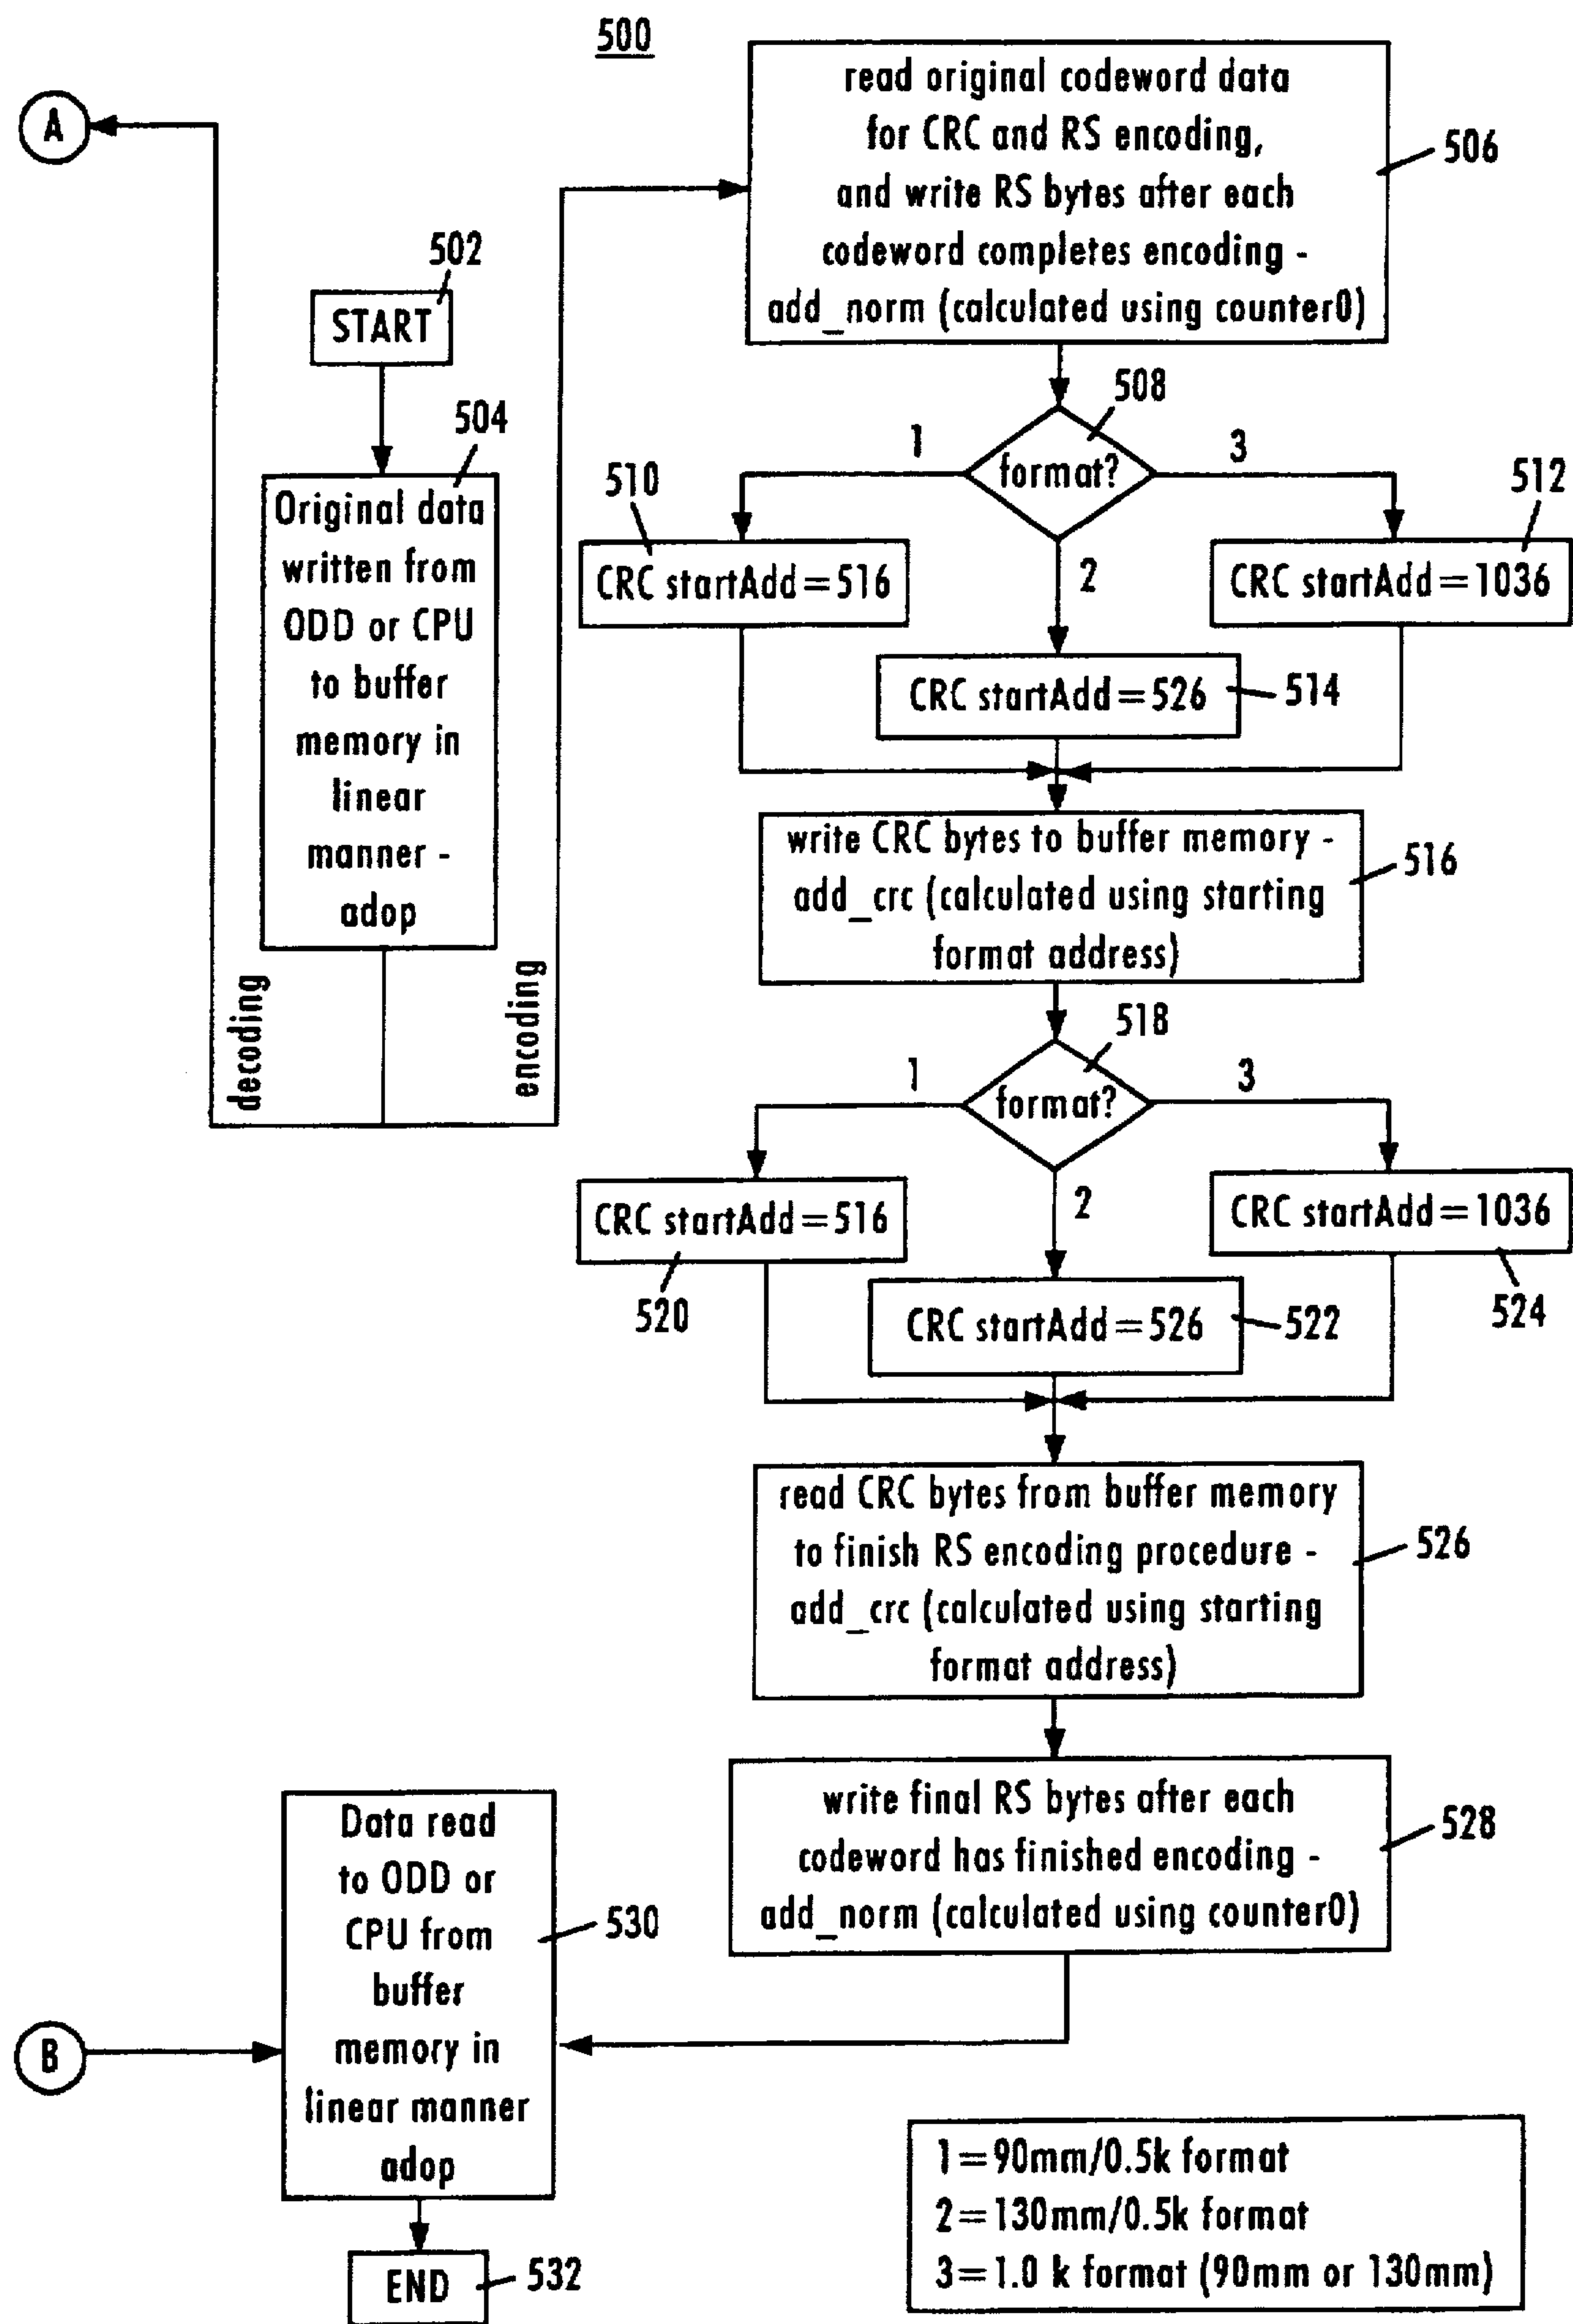 500
A
502
START
504
Original data
written from
ODD or CPU
to buffer
memory in
linear
manner -
adop
decoding
encoding
read original codeword data
for CRC and RS encoding,
and write RS bytes after each
codeword completes encoding -
add_norm (calculated using counter0)
506
508
format?
1
2
3
510
CRC startAdd=516
512
CRC startAdd=1036
CRC startAdd=526
514
write CRC bytes to buffer memory -
add_crc (calculated using starting
format address)
516
518
format?
1
2
3
CRC startAdd=516
520
CRC startAdd=1036
524
CRC startAdd=526
522
read CRC bytes from buffer memory
to finish RS encoding procedure -
add_crc (calculated using starting
format address)
526
write final RS bytes after each
codeword has finished encoding -
add_norm (calculated using counter0)
528
B
Data read
to ODD or
CPU from
buffer
memory in
linear manner
adop
530
END
532
1=90mm/0.5k format
2=130mm/0.5k format
3=1.0 k format (90mm or 130mm)